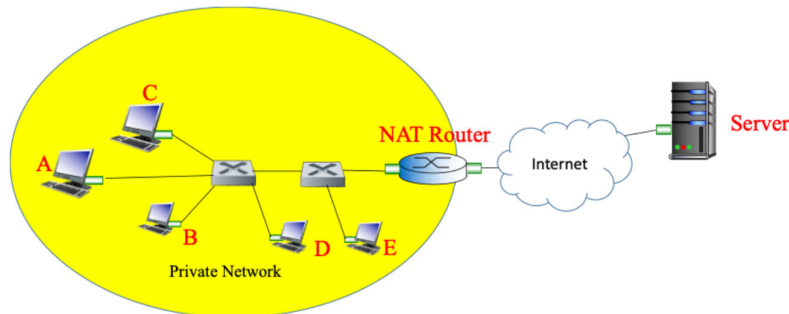 C
NAT Router
Server
A
Internet
B
D
E
Private Network